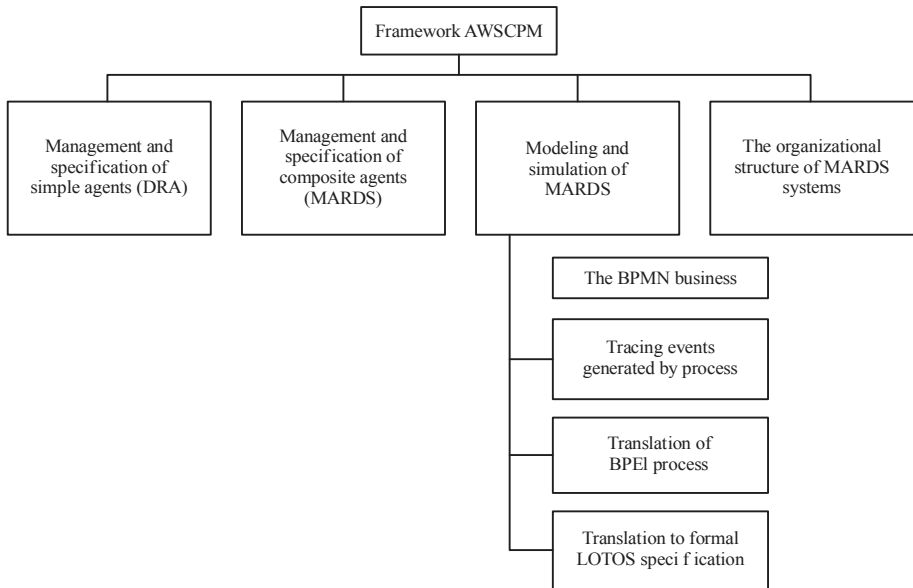 Framework AWSCPM
Management and
specification of
simple agents (DRA)
Management and
specification of
composite agents
(MARDS)
Modeling and
simulation of
MARDS
The organizational
structure of MARDS
systems
The BPMN business
Tracing events
generated by process
Translation of
BPEl process
Translation to formal
LOTOS speci f ication